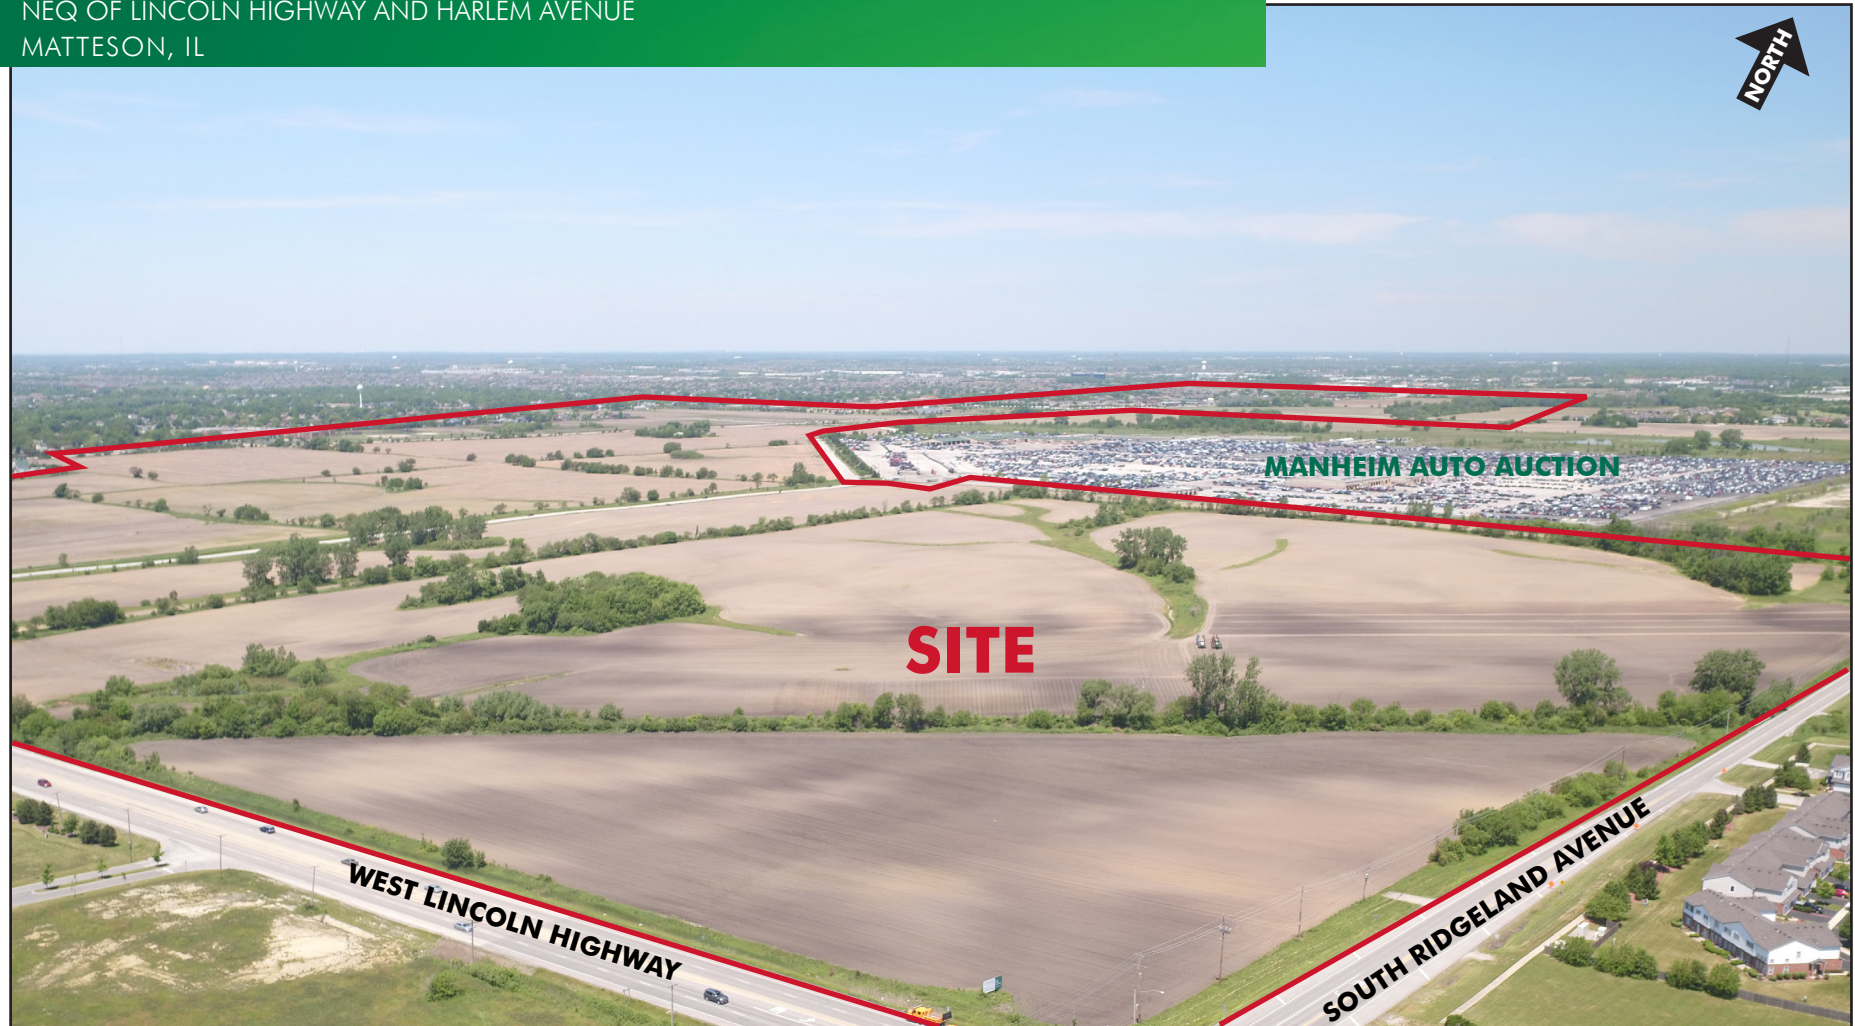 NEQ OF LINCOLN HIGHWAY AND HARLEM AVENUE
MATTESON, IL
NORTH
MANHEIM AUTO AUCTION
SITE
WEST LINCOLN HIGHWAY
SOUTH RIDGELAND AVENUE